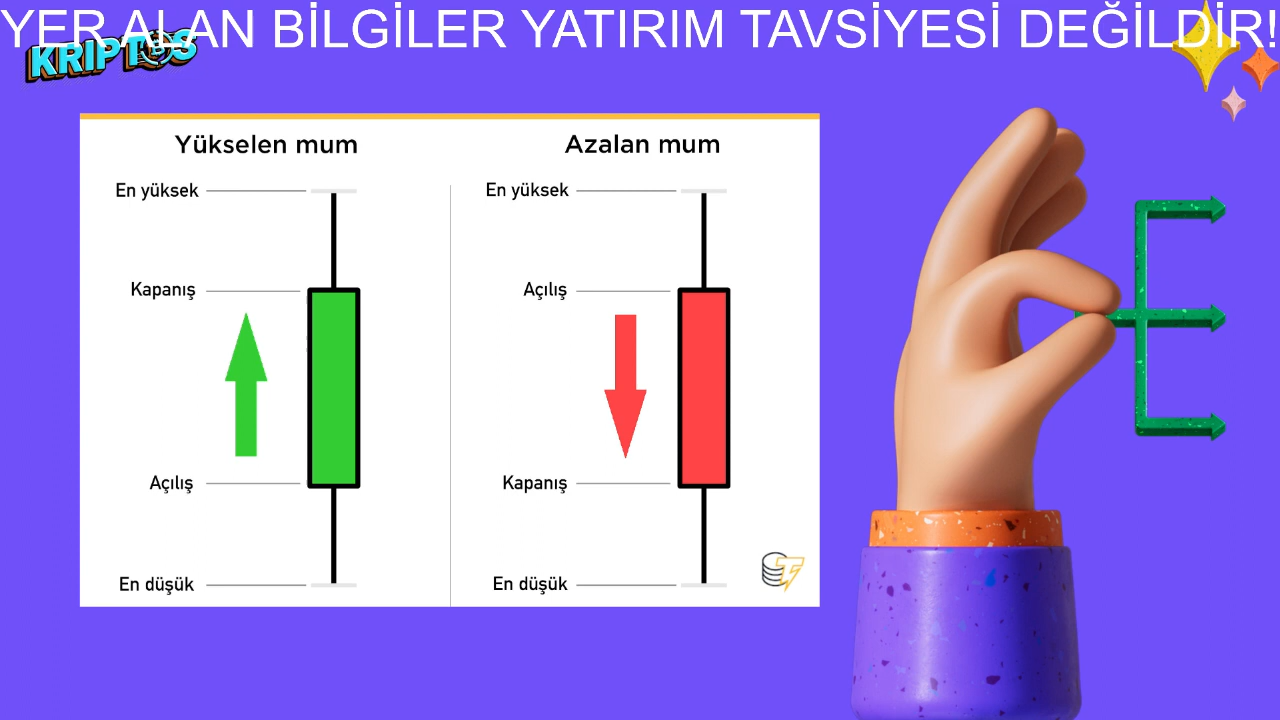 YER ALAN BİLGİLER YATIRIM TAVSİYESİ DEĞİLDİR!
KRIPTOS
Yükselen mum
En yüksek
Kapanış
Açılış
En düşük
Azalan mum
En yüksek
Açılış
Kapanış
En düşük